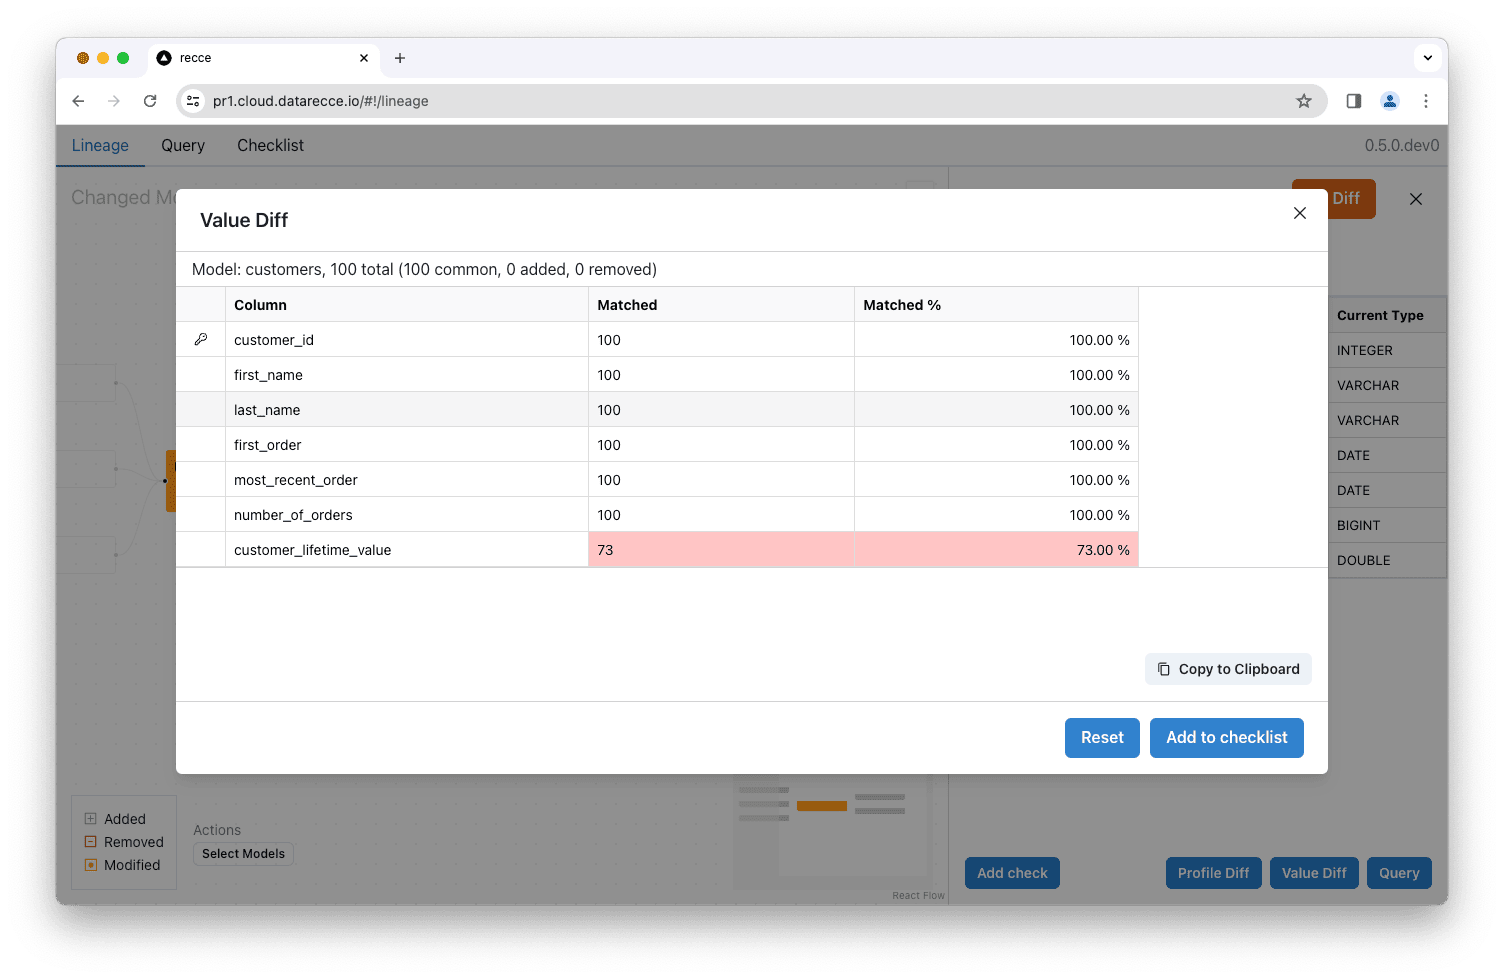 recce
pr1.cloud.datarecce.io/#!/lineage
Lineage Query Checklist 0.5.0.dev0
Changed Mo
Diff
Value Diff
Model: customers, 100 total (100 common, 0 added, 0 removed)
Column Matched Matched %
customer_id 100 100.00 %
first_name 100 100.00 %
last_name 100 100.00 %
first_order 100 100.00 %
most_recent_order 100 100.00 %
number_of_orders 100 100.00 %
customer_lifetime_value 73 73.00 %
Current Type
INTEGER
VARCHAR
VARCHAR
DATE
DATE
BIGINT
DOUBLE
Copy to Clipboard
Reset Add to checklist
Added
Removed
Modified
Actions
Select Models
React Flow
Add check Profile Diff Value Diff Query